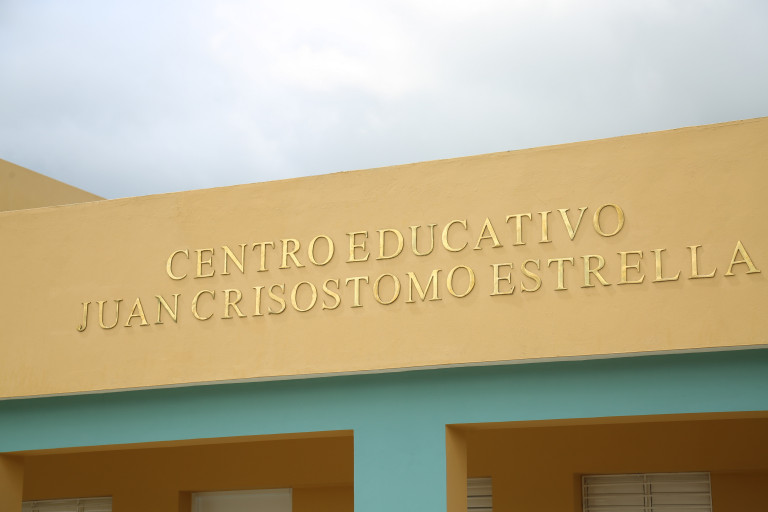 CENTRO EDUCATIVO
JUAN CRISOSTOMO ESTRELLA